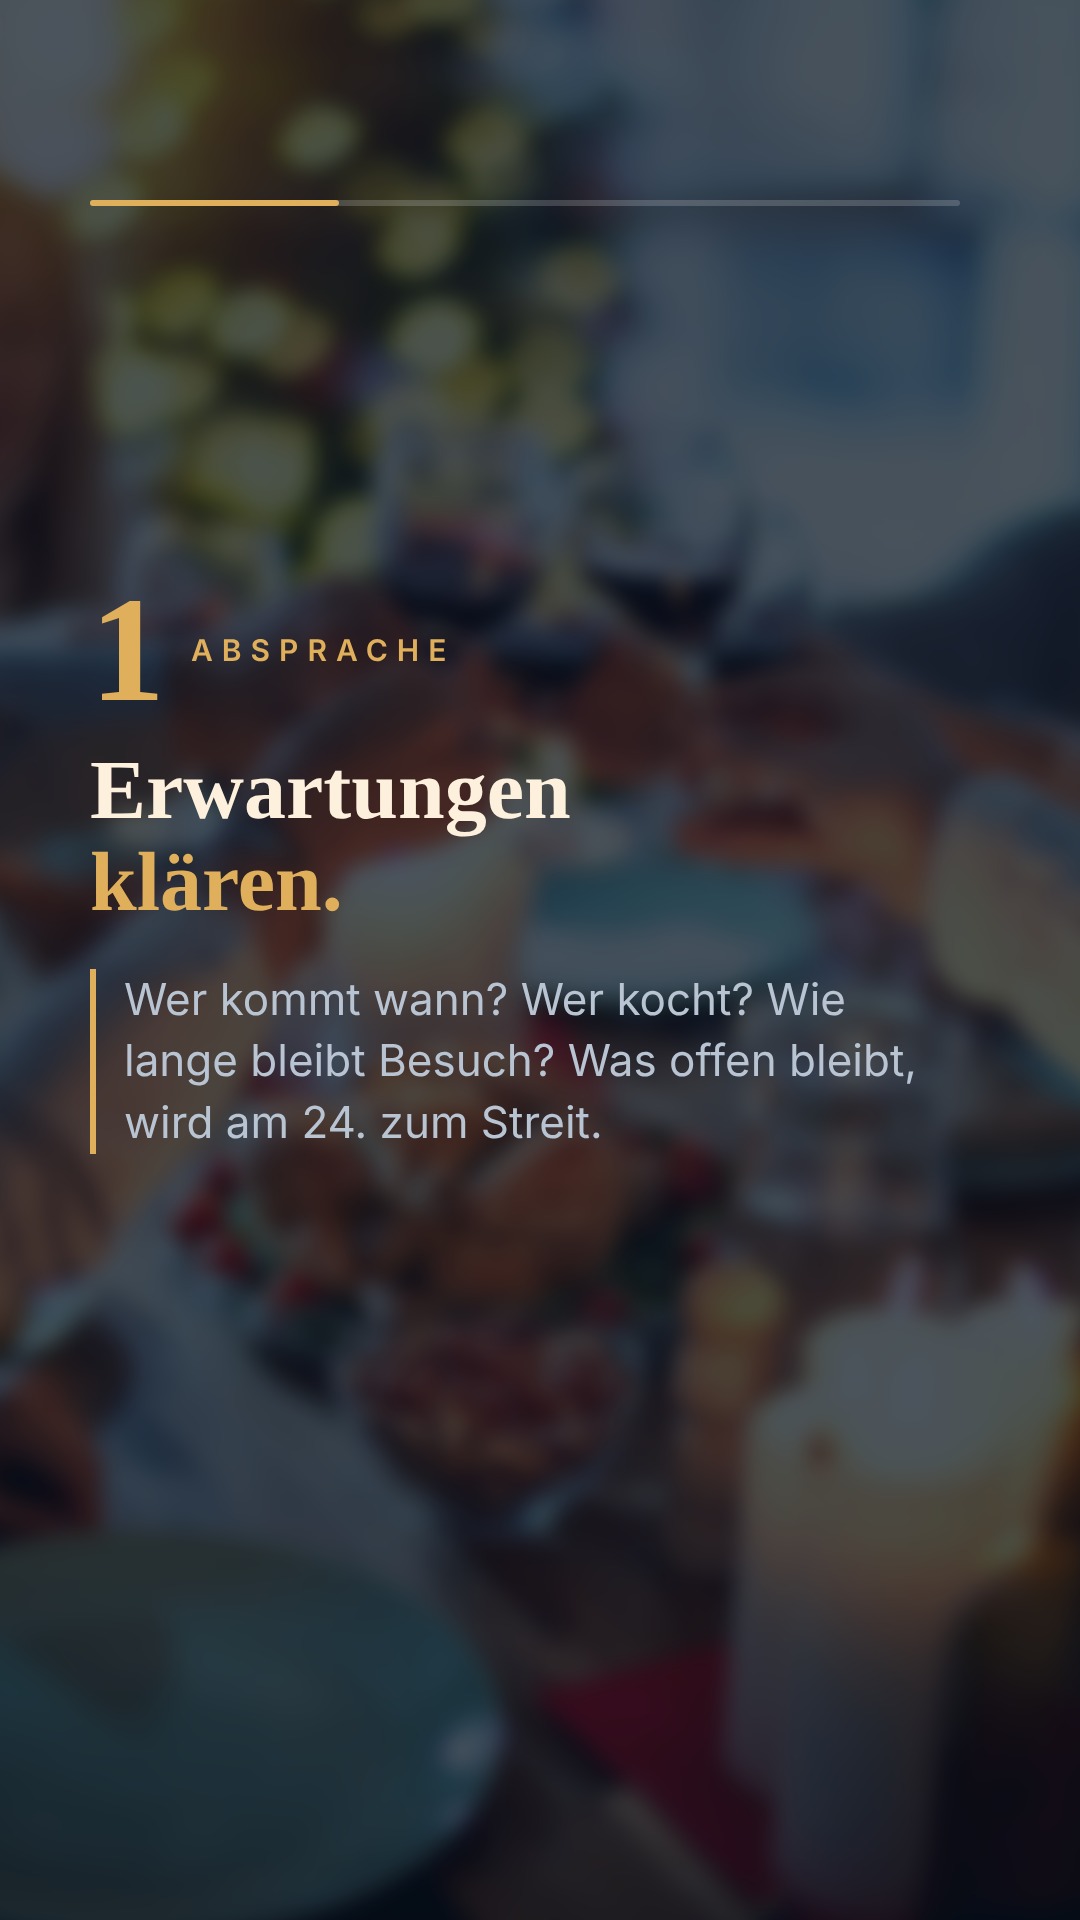 1 ABSPRACHE
Erwartungen
klären.
Wer kommt wann? Wer kocht? Wie
lange bleibt Besuch? Was offen bleibt,
wird am 24. zum Streit.